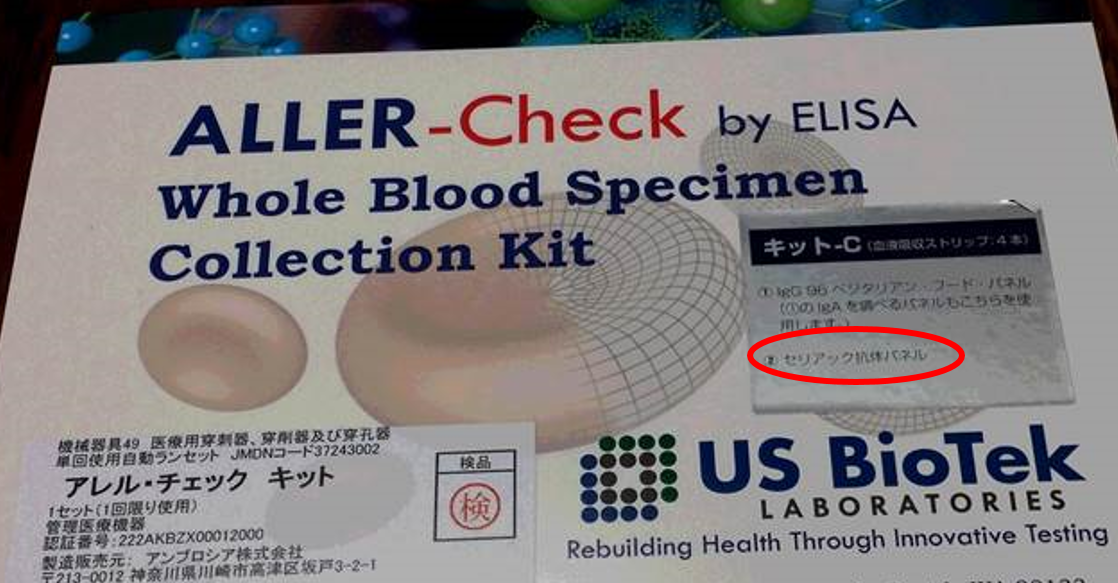 ALLER-Check by ELISA
Whole Blood Specimen
Collection Kit
キット-C (血液吸収ストリップ:4本)
① IgG 96 ベジタリアン・フード・パネル
(①の IgA を調べるパネルもこちらを使
用します。)
② セリアック抗体パネル
機械器具49 医療用穿刺器、穿削器及び穿孔器
単回使用自動ランセット JMDNコード37243002
アレル・チェック キット
1セット(1回限り使用)
管理医療機器
認証番号:222AKBZX00012000
製造販売元: アンブロシア株式会社
〒213-0012 神奈川県川崎市高津区坂戸3-2-1
検品
検
US BioTek
LABORATORIES
Rebuilding Health Through Innovative Testing